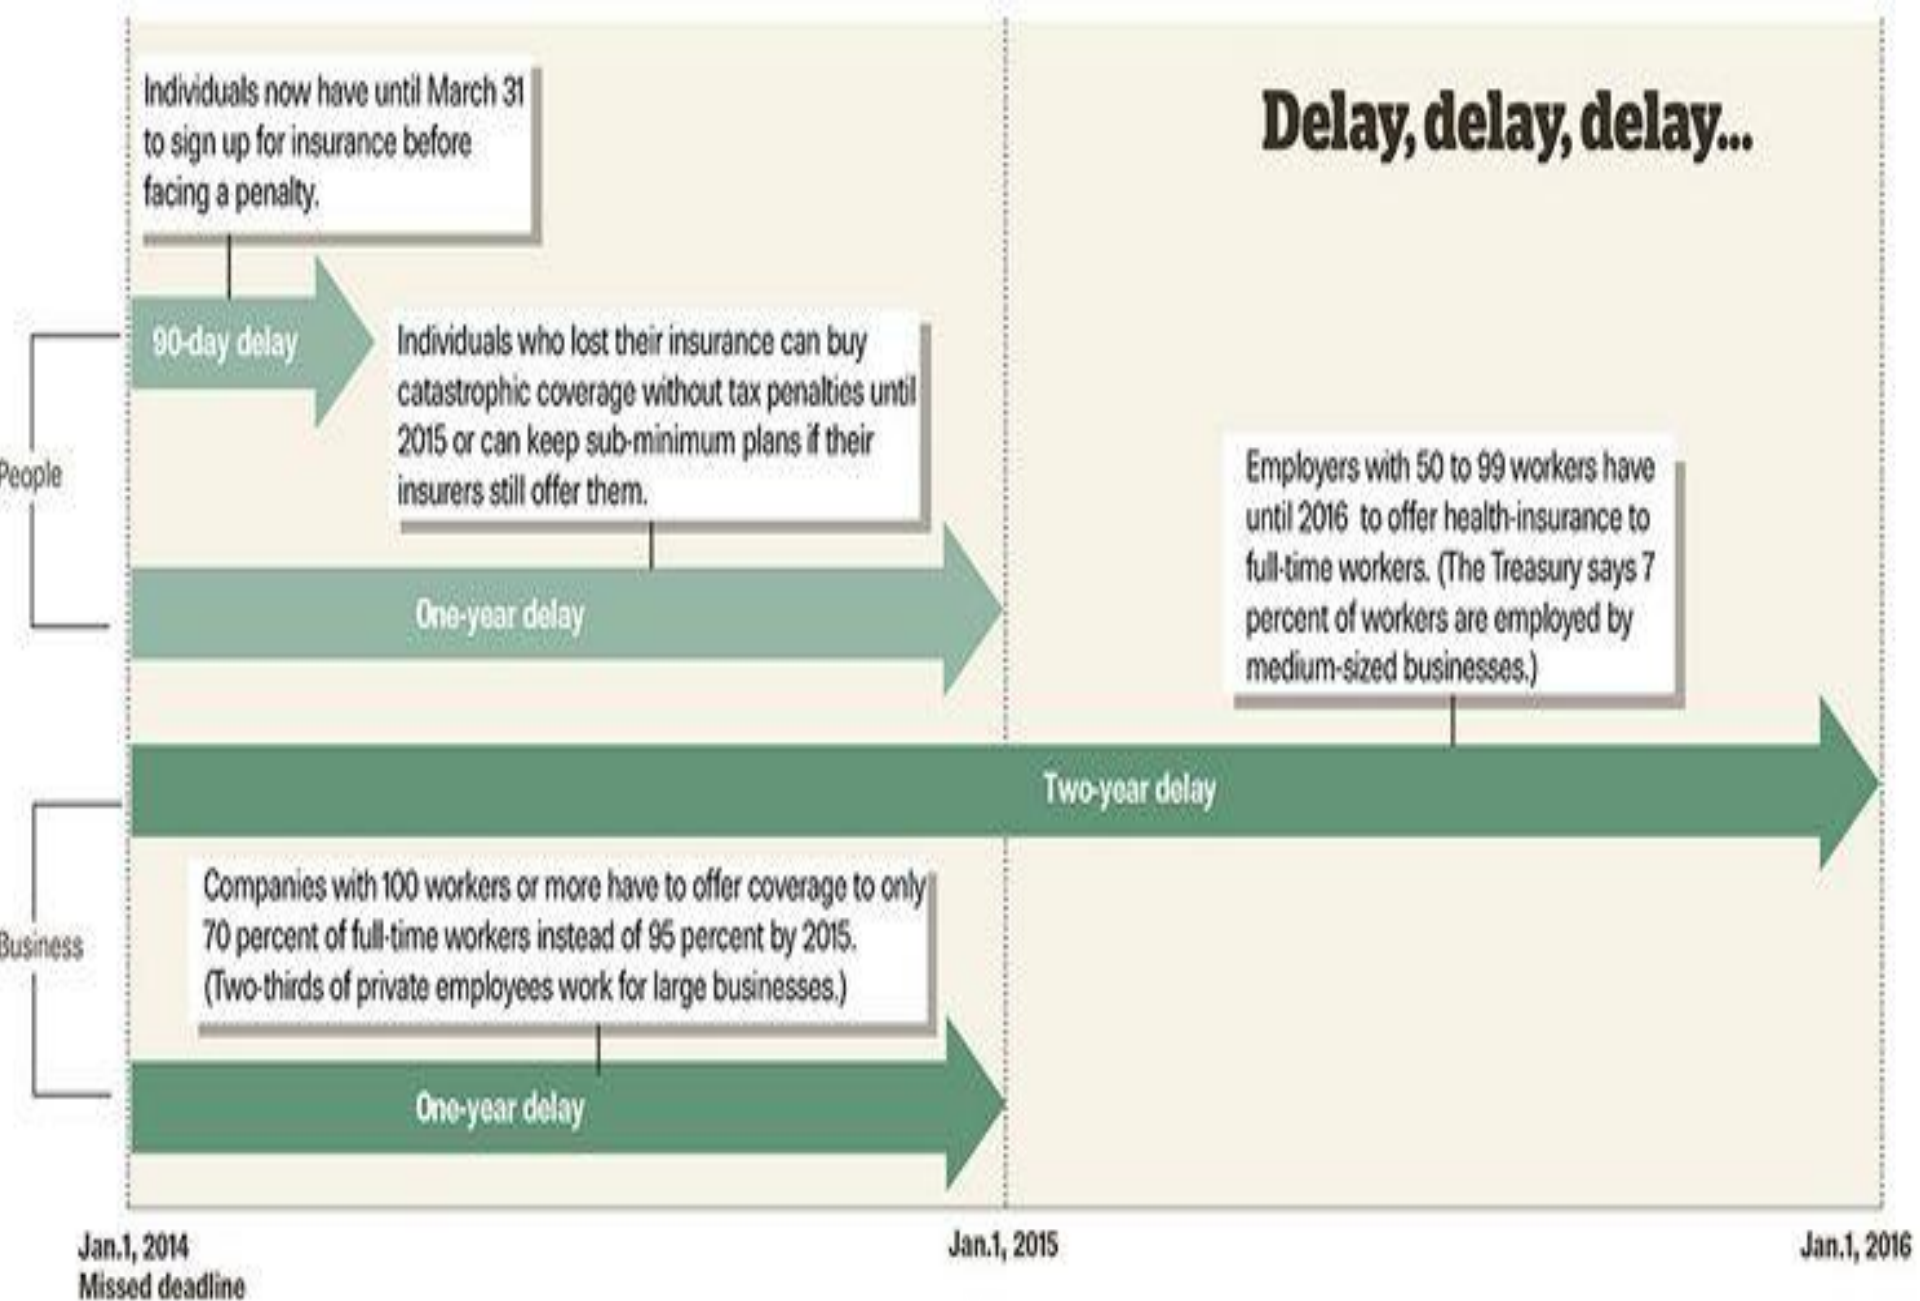 Delay, delay, delay...
Individuals now have until March 31
to sign up for insurance before
facing a penalty.
90-day delay
Individuals who lost their insurance can buy
catastrophic coverage without tax penalties until
2015 or can keep sub-minimum plans if their
insurers still offer them.
People
One-year delay
Employers with 50 to 99 workers have
until 2016 to offer health-insurance to
full-time workers. (The Treasury says 7
percent of workers are employed by
medium-sized businesses.)
Two-year delay
Companies with 100 workers or more have to offer coverage to only
70 percent of full-time workers instead of 95 percent by 2015.
(Two-thirds of private employees work for large businesses.)
Business
One-year delay
Jan.1, 2014
Missed deadline
Jan.1, 2015
Jan.1, 2016